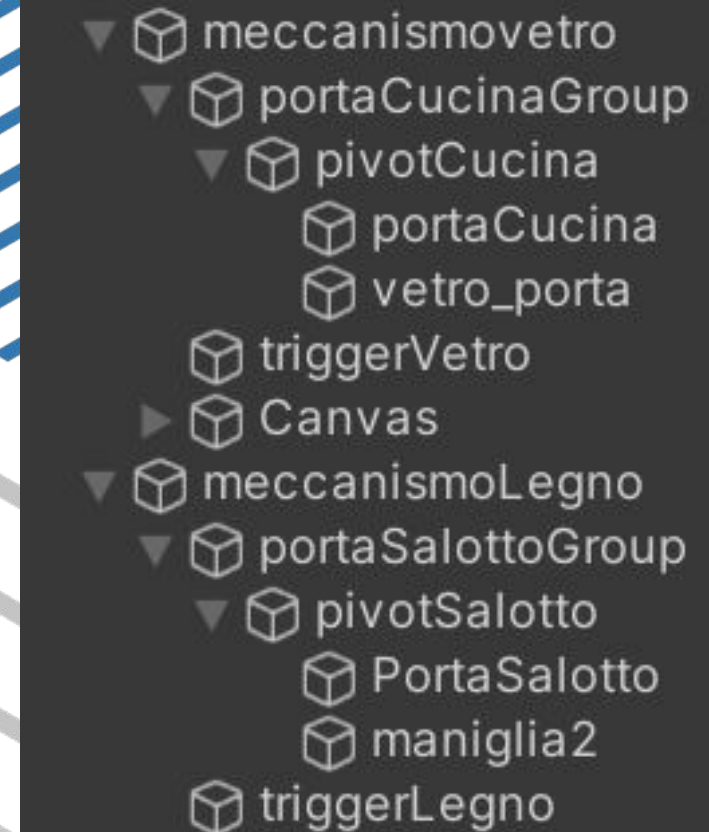 meccanismovetro
portaCucinaGroup
pivotCucina
portaCucina
vetro_porta
triggerVetro
Canvas
meccanismoLegno
portaSalottoGroup
pivotSalotto
PortaSalotto
maniglia2
triggerLegno